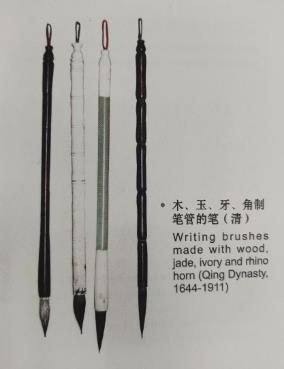 木、玉、牙、角制
笔管的笔（清）
Writing brushes
made with wood,
jade, ivory and rhino
horn (Qing Dynasty,
1644-1911)